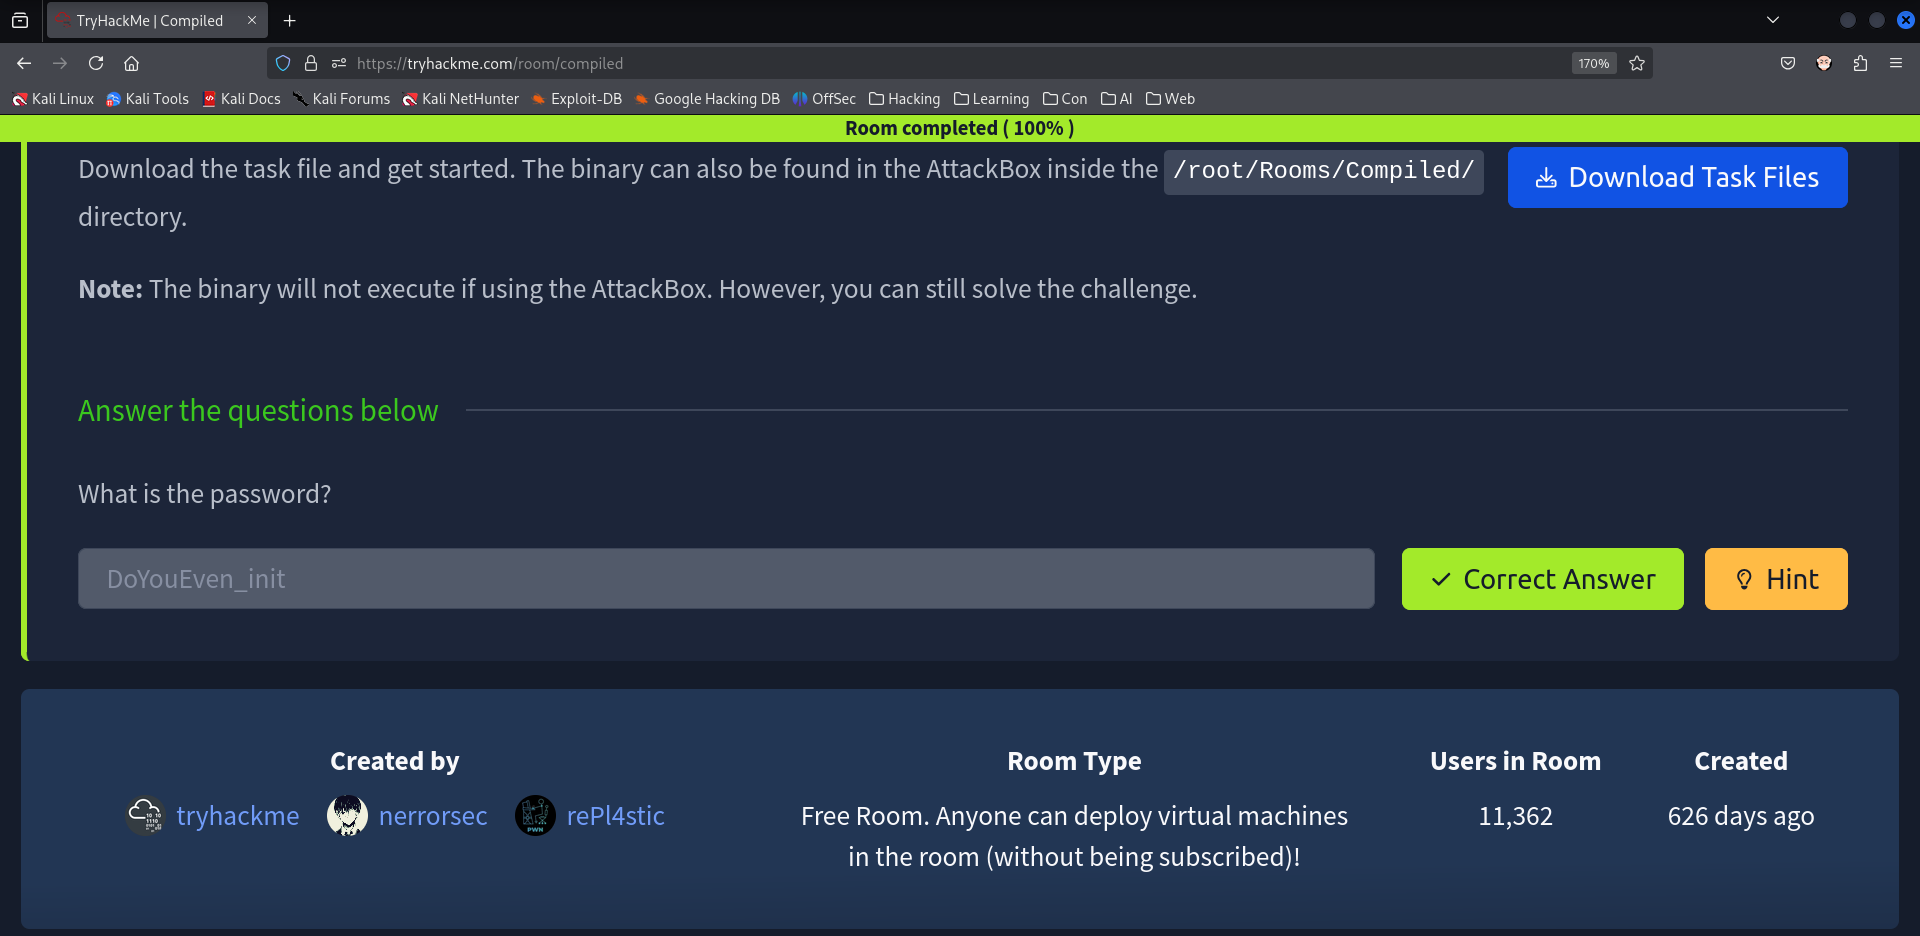 TryHackMe | Compiled
https://tryhackme.com/room/compiled
170%
Kali Linux Kali Tools Kali Docs Kali Forums Kali NetHunter Exploit-DB Google Hacking DB OffSec Hacking Learning Con AI Web
Room completed ( 100% )
Download the task file and get started. The binary can also be found in the AttackBox inside the /root/Rooms/Compiled/
directory.
Download Task Files
Note: The binary will not execute if using the AttackBox. However, you can still solve the challenge.
Answer the questions below
What is the password?
DoYouEven_init
Correct Answer
Hint
Created by
tryhackme nerrorsec rePl4stic
Room Type
Free Room. Anyone can deploy virtual machines
in the room (without being subscribed)!
Users in Room
11,362
Created
626 days ago